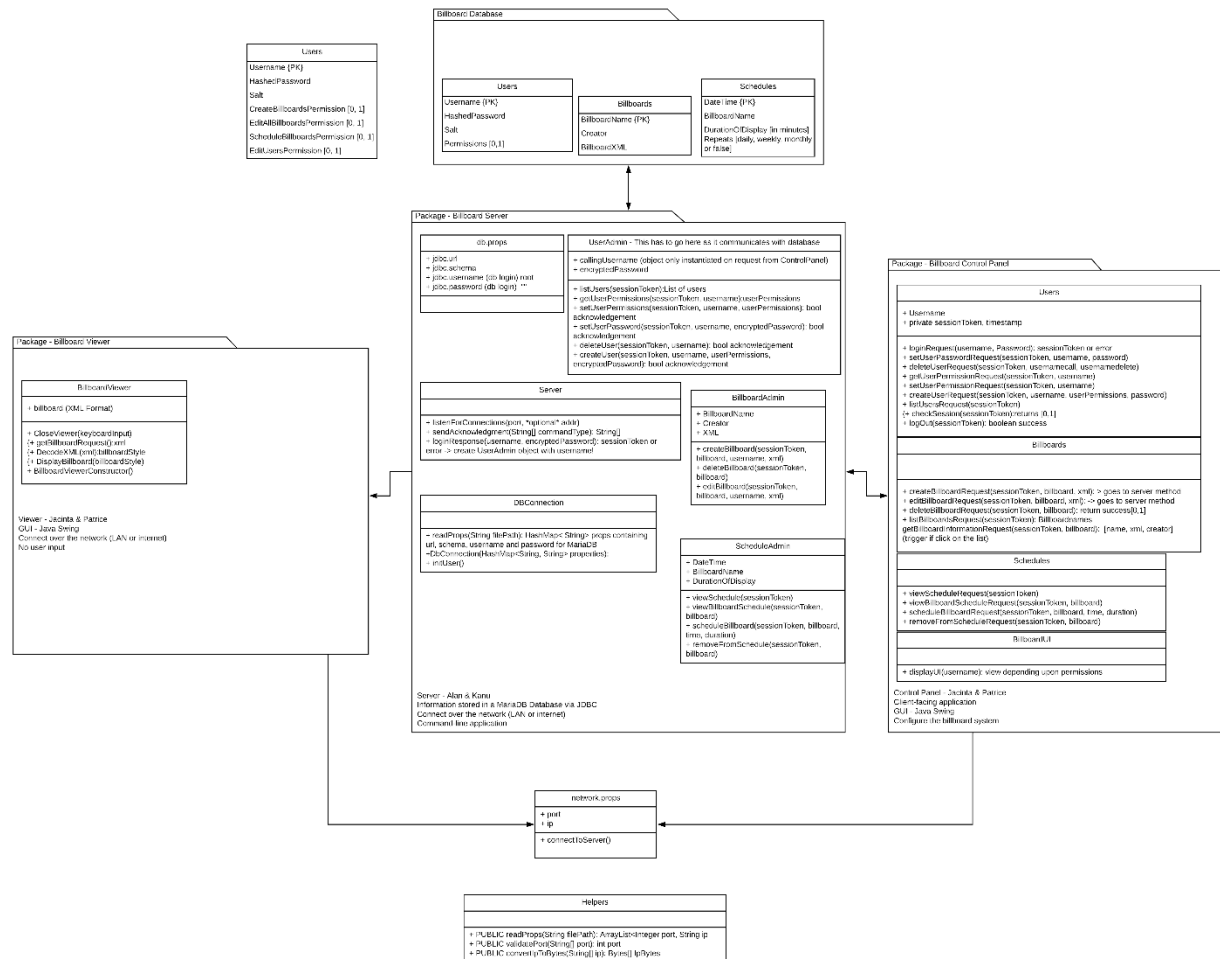 Billboard Database
Users
Username {PK}
HashedPassword
Salt
CreateBillboardsPermission [0, 1]
EditAllBillboardsPermission [0, 1]
ScheduleBillboardsPermission [0, 1]
EditUsersPermission [0, 1]
Users
Username {PK}
HashedPassword
Salt
Permissions [0,1]
Billboards
BillboardName {PK}
Creator
BillboardXML
Schedules
DateTime {PK}
BillboardName
DurationOfDisplay [in minutes]
Repeats [daily, weekly, monthly
or false]
Package - Billboard Server
db.props
+ jdbc.url
+ jdbc.schema
+ jdbc.username (db login) root
+ jdbc.password (db login) ""
UserAdmin - This has to go here as it communicates with database
+ callingUsername (object only instantiated on request from ControlPanel)
+ encryptedPassword
+ listUsers(sessionToken):List of users
+ getUserPermissions(sessionToken, username):userPermissions
+ setUserPermissions(sessionToken, username, userPermissions): bool
acknowledgement
+ setUserPassword(sessionToken, username, encryptedPassword): bool
acknowledgement
+ deleteUser(sessionToken, username): bool acknowledgement
+ createUser(sessionToken, username, userPermissions,
encryptedPassword): bool acknowledgement
Server
+ listenForConnections(port, *optional* addr)
+ sendAcknowledgment(String[] commandType): String[]
+ loginResponse(username, encryptedPassword): sessionToken or
error -> create UserAdmin object with username!
BillboardAdmin
+ BillboardName
+ Creator
+ XML
+ createBillboard(sessionToken,
billboard, username, xml)
+ deleteBillboard(sessionToken,
billboard)
+ editBillboard(sessionToken,
billboard, username, xml)
DBConnection
+ readProps(String filePath): HashMap< String> props containing
url, schema, username and password for MariaDB
+DbConnection(HashMap<String, String> properties):
+ initUser()
ScheduleAdmin
+ DateTime
+ BillboardName
+ DurationOfDisplay
+ viewSchedule(sessionToken)
+ viewBillboardSchedule(sessionToken,
billboard)
+ scheduleBillboard(sessionToken, billboard,
time, duration)
+ removeFromSchedule(sessionToken,
billboard)
Server - Alan & Kanu
Information stored in a MariaDB Database via JDBC
Connect over the network (LAN or internet)
Command line application
Package - Billboard Viewer
BillboardViewer
+ billboard (XML Format)
+ CloseViewer(keyboardInput)
{+ getBillboardRequest():xml
{+ DecodeXML(xml):billboardStyle
{+ DisplayBillboard(billboardStyle)
+ BillboardViewerConstructor()
Viewer - Jacinta & Patrice
GUI - Java Swing
Connect over the network (LAN or internet)
No user input
Package - Billboard Control Panel
Users
+ Username
+ private sessionToken, timestamp
+ loginRequest(username, Password): sessionToken or error
+ setUserPasswordRequest(sessionToken, username, password)
+ deleteUserRequest(sessionToken, usernamecall, usernamedelete)
+ getUserPermissionRequest(sessionToken, username)
+ setUserPermissionRequest(sessionToken, username)
+ createUserRequest(sessionToken, username, userPermissions, password)
+ listUsersRequest(sessionToken)
{+ checkSession(sessionToken):returns [0,1]
+ logOut(sessionToken): boolean success
Billboards
+ createBillboardRequest(sessionToken, billboard, xml): > goes to server method
+ editBillboardRequest(sessionToken, billboard, xml): -> goes to server method
+ deleteBillboardRequest(sessionToken, billboard): return success[0,1]
+ listBillboardsRequest(sessionToken): Billboardnames
getBillboardInformationRequest(sessionToken, billboard): [name, xml, creator]
(trigger if click on the list)
Schedules
+ viewScheduleRequest(sessionToken)
+ viewBillboardScheduleRequest(sessionToken, billboard)
+ scheduleBillboardRequest(sessionToken, billboard, time, duration)
+ removeFromScheduleRequest(sessionToken, billboard)
BillboardUI
+ displayUI(username): view depending upon permissions
Control Panel - Jacinta & Patrice
Client-facing application
GUI - Java Swing
Configure the billboard system
network.props
+ port
+ ip
+ connectToServer()
Helpers
+ PUBLIC readProps(String filePath): ArrayList<Integer port, String ip
+ PUBLIC validatePort(String[] port): int port
+ PUBLIC convertIpToBytes(String[] ip): Bytes[] IpBytes